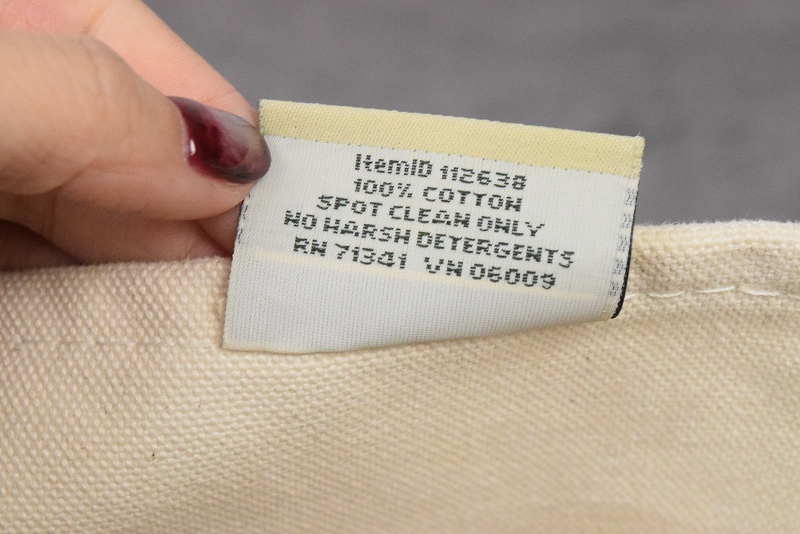 ItemID 112638
100% COTTON
SPOT CLEAN ONLY
NO HARSH DETERGENTS
RN 71341 VN 06009